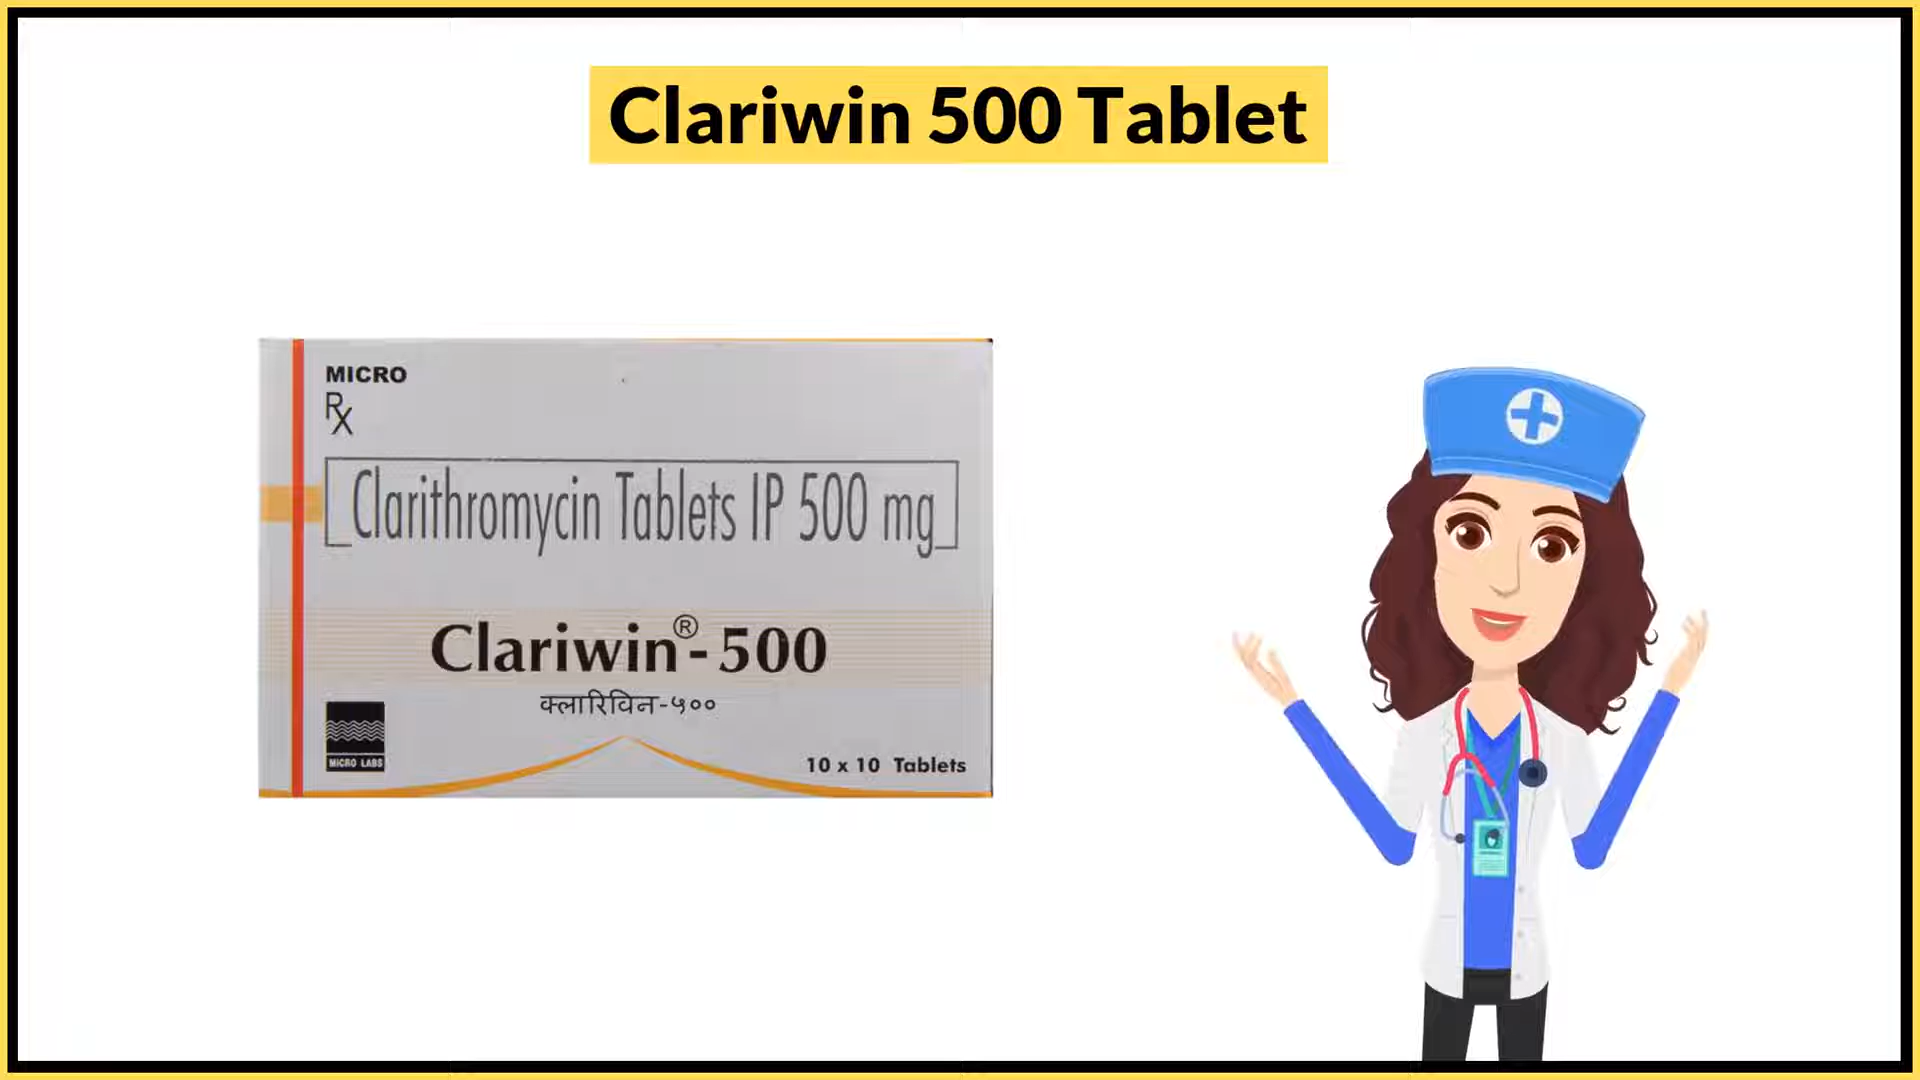 Clariwin 500 Tablet
MICRO
Rx
Clarithromycin Tablets IP 500 mg
Clariwin®-500
क्लारिविन-५००
MICRO LABS
10 x 10 Tablets